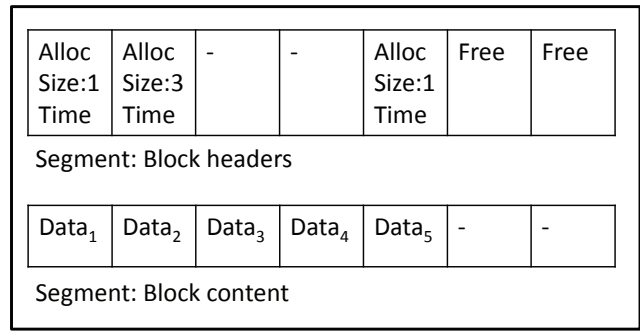 Alloc Alloc - - Alloc Free Free
Size:1 Size:3 Size:1
Time Time Time
Segment: Block headers
Data₁ Data₂ Data₃ Data₄ Data₅ - -
Segment: Block content